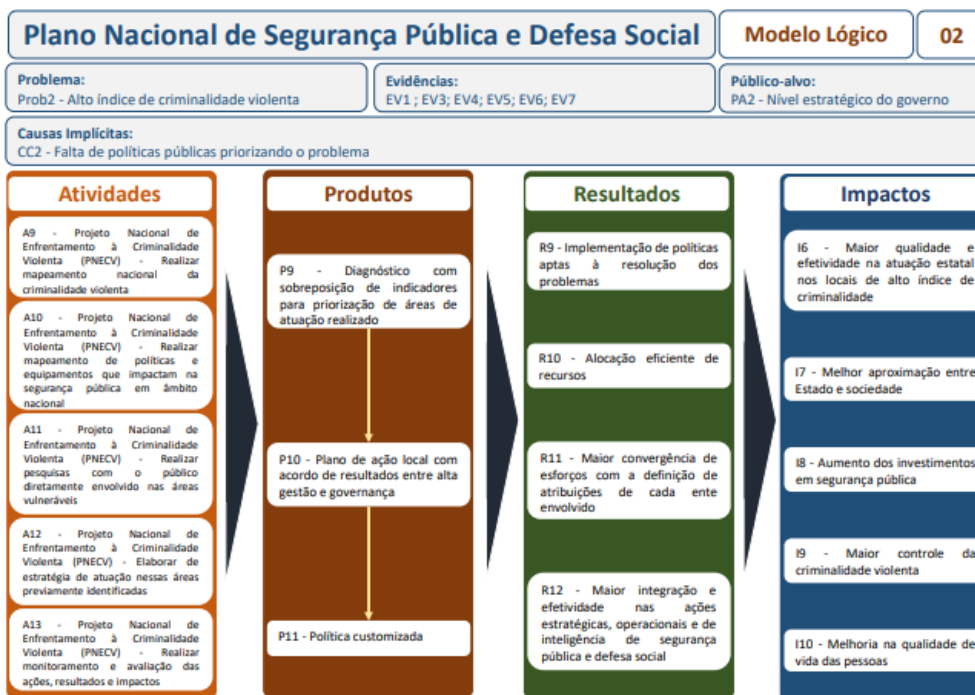 Plano Nacional de Segurança Pública e Defesa Social
Modelo Lógico
02
Problema:
Prob2 - Alto índice de criminalidade violenta
Evidências:
EV1 ; EV3; EV4; EV5; EV6; EV7
Público-alvo:
PA2 - Nível estratégico do governo
Causas Implícitas:
CC2 - Falta de políticas públicas priorizando o problema
Atividades
A9 - Projeto Nacional de
Enfrentamento à Criminalidade
Violenta (PNECV) - Realizar
mapeamento nacional da
criminalidade violenta
A10 - Projeto Nacional de
Enfrentamento à Criminalidade
Violenta (PNECV) - Realizar
mapeamento de políticas e
equipamentos que impactam na
segurança pública em âmbito
nacional
A11 - Projeto Nacional de
Enfrentamento à Criminalidade
Violenta (PNECV) - Realizar
pesquisas com o público
diretamente envolvido nas áreas
vulneráveis
A12 - Projeto Nacional de
Enfrentamento à Criminalidade
Violenta (PNECV) - Elaborar de
estratégia de atuação nessas áreas
previamente identificadas
A13 - Projeto Nacional de
Enfrentamento à Criminalidade
Violenta (PNECV) - Realizar
monitoramento e avaliação das
ações, resultados e impactos
Produtos
P9 - Diagnóstico com
sobreposição de indicadores
para priorização de áreas de
atuação realizado
P10 - Plano de ação local com
acordo de resultados entre alta
gestão e governança
P11 - Política customizada
Resultados
R9 - Implementação de políticas
aptas à resolução dos
problemas
R10 - Alocação eficiente de
recursos
R11 - Maior convergência de
esforços com a definição de
atribuições de cada ente
envolvido
R12 - Maior integração e
efetividade nas ações
estratégicas, operacionais e de
inteligência de segurança
pública e defesa social
Impactos
I6 - Maior qualidade e
efetividade na atuação estatal
nos locais de alto índice de
criminalidade
I7 - Melhor aproximação entre
Estado e sociedade
I8 - Aumento dos investimentos
em segurança pública
I9 - Maior controle da
criminalidade violenta
I10 - Melhoria na qualidade de
vida das pessoas